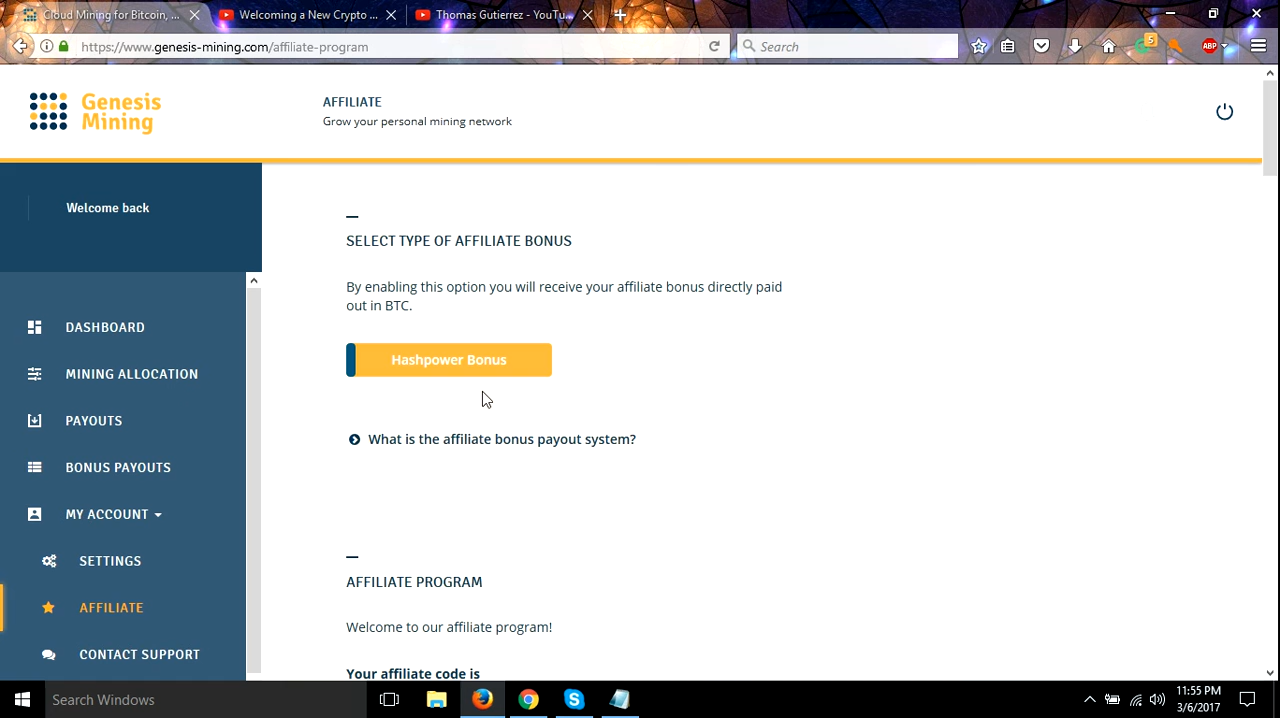 Cloud Mining for Bitcoin, ...
Welcoming a New Crypto ...
Thomas Gutierrez - YouTu...
https://www.genesis-mining.com/affiliate-program
Search
5
ABP
Genesis
Mining
AFFILIATE
Grow your personal mining network
Welcome back
DASHBOARD
MINING ALLOCATION
PAYOUTS
BONUS PAYOUTS
MY ACCOUNT
SETTINGS
AFFILIATE
CONTACT SUPPORT
SELECT TYPE OF AFFILIATE BONUS
By enabling this option you will receive your affiliate bonus directly paid
out in BTC.
Hashpower Bonus
What is the affiliate bonus payout system?
AFFILIATE PROGRAM
Welcome to our affiliate program!
Your affiliate code is
Search Windows
11:55 PM
3/6/2017